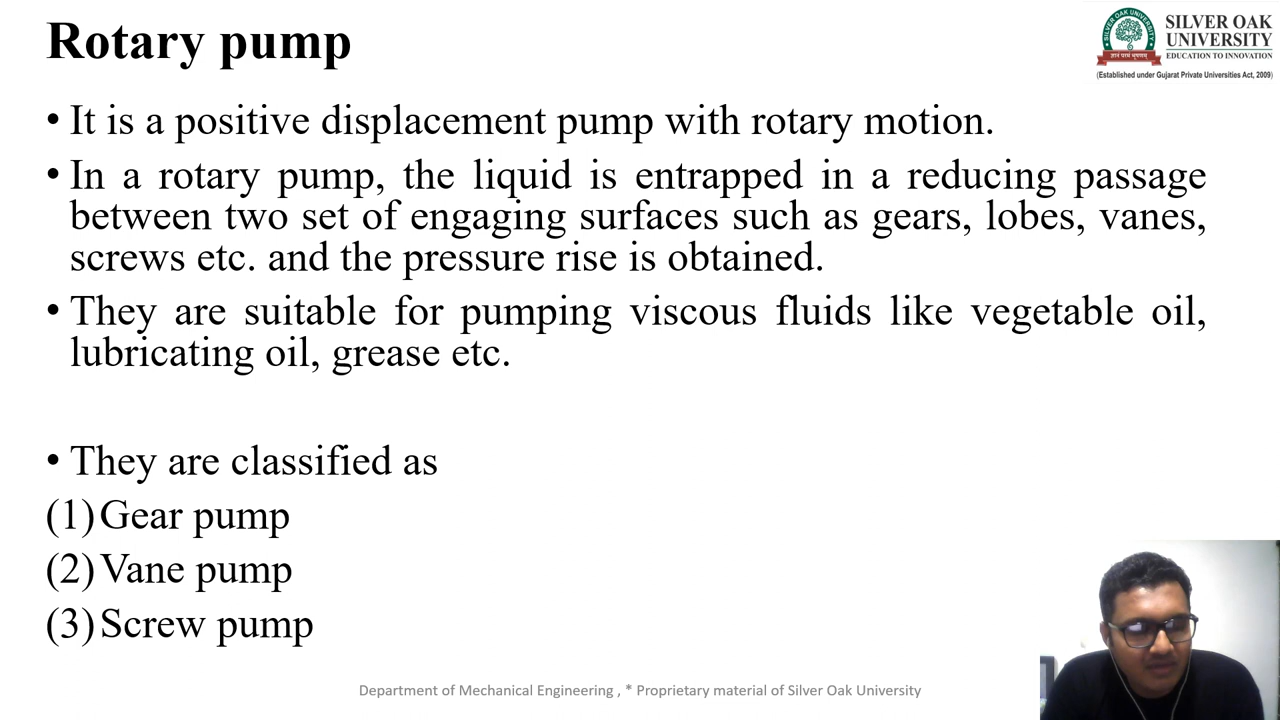 Rotary pump
SILVER OAK
UNIVERSITY
EDUCATION TO INNOVATION
(Established under Gujarat Private Universities Act, 2009)
• It is a positive displacement pump with rotary motion.
• In a rotary pump, the liquid is entrapped in a reducing passage
between two set of engaging surfaces such as gears, lobes, vanes,
screws etc. and the pressure rise is obtained.
• They are suitable for pumping viscous fluids like vegetable oil,
lubricating oil, grease etc.
• They are classified as
(1) Gear pump
(2) Vane pump
(3) Screw pump
Department of Mechanical Engineering , * Proprietary material of Silver Oak University